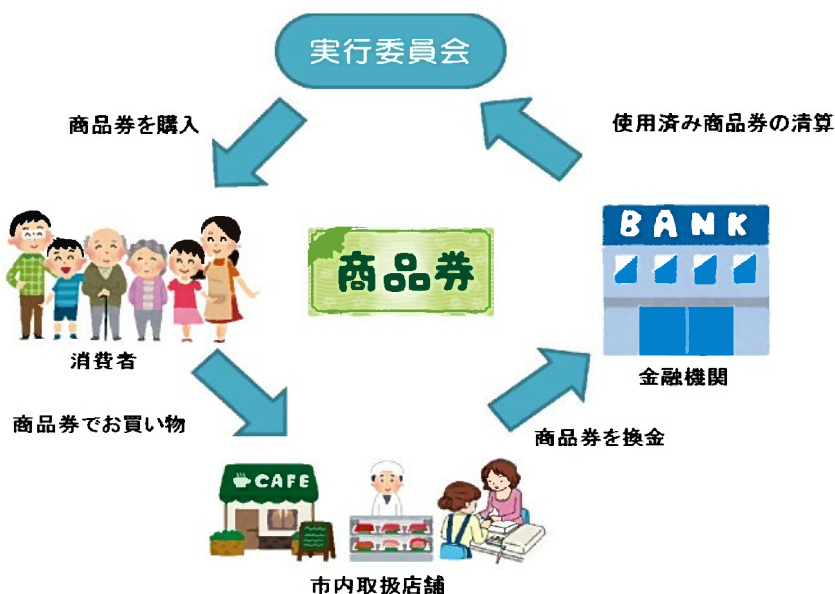 実行委員会
商品券を購入
使用済み商品券の清算
BANK
商品券
消費者
金融機関
商品券でお買い物
商品券を換金
CAFE
市内取扱店舗